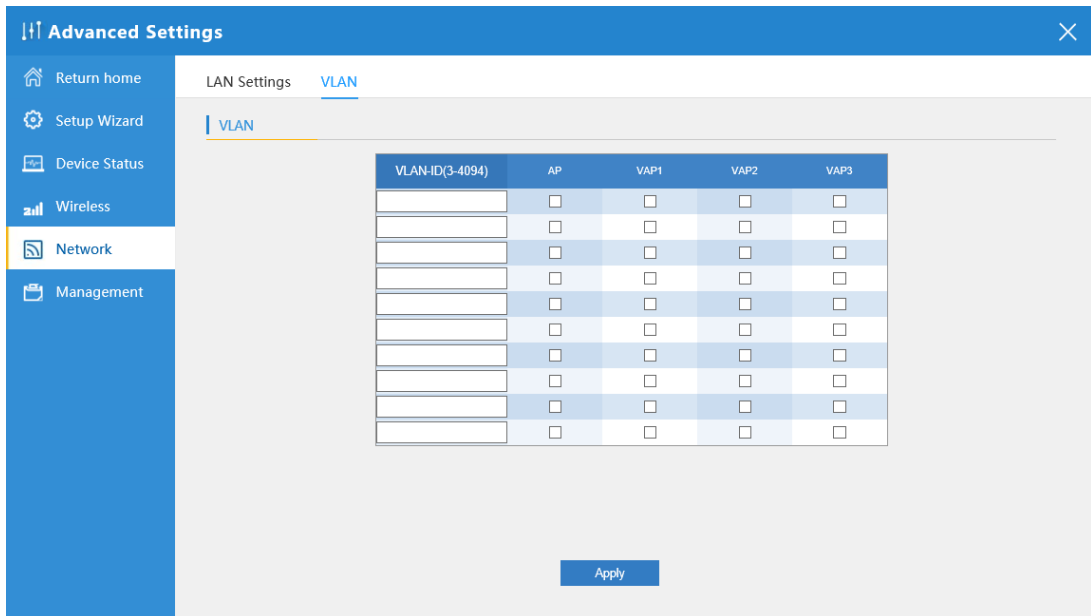 Advanced Settings
Return home
Setup Wizard
Device Status
Wireless
Network
Management
LAN Settings VLAN
VLAN
VLAN-ID(3-4094) AP VAP1 VAP2 VAP3
Apply